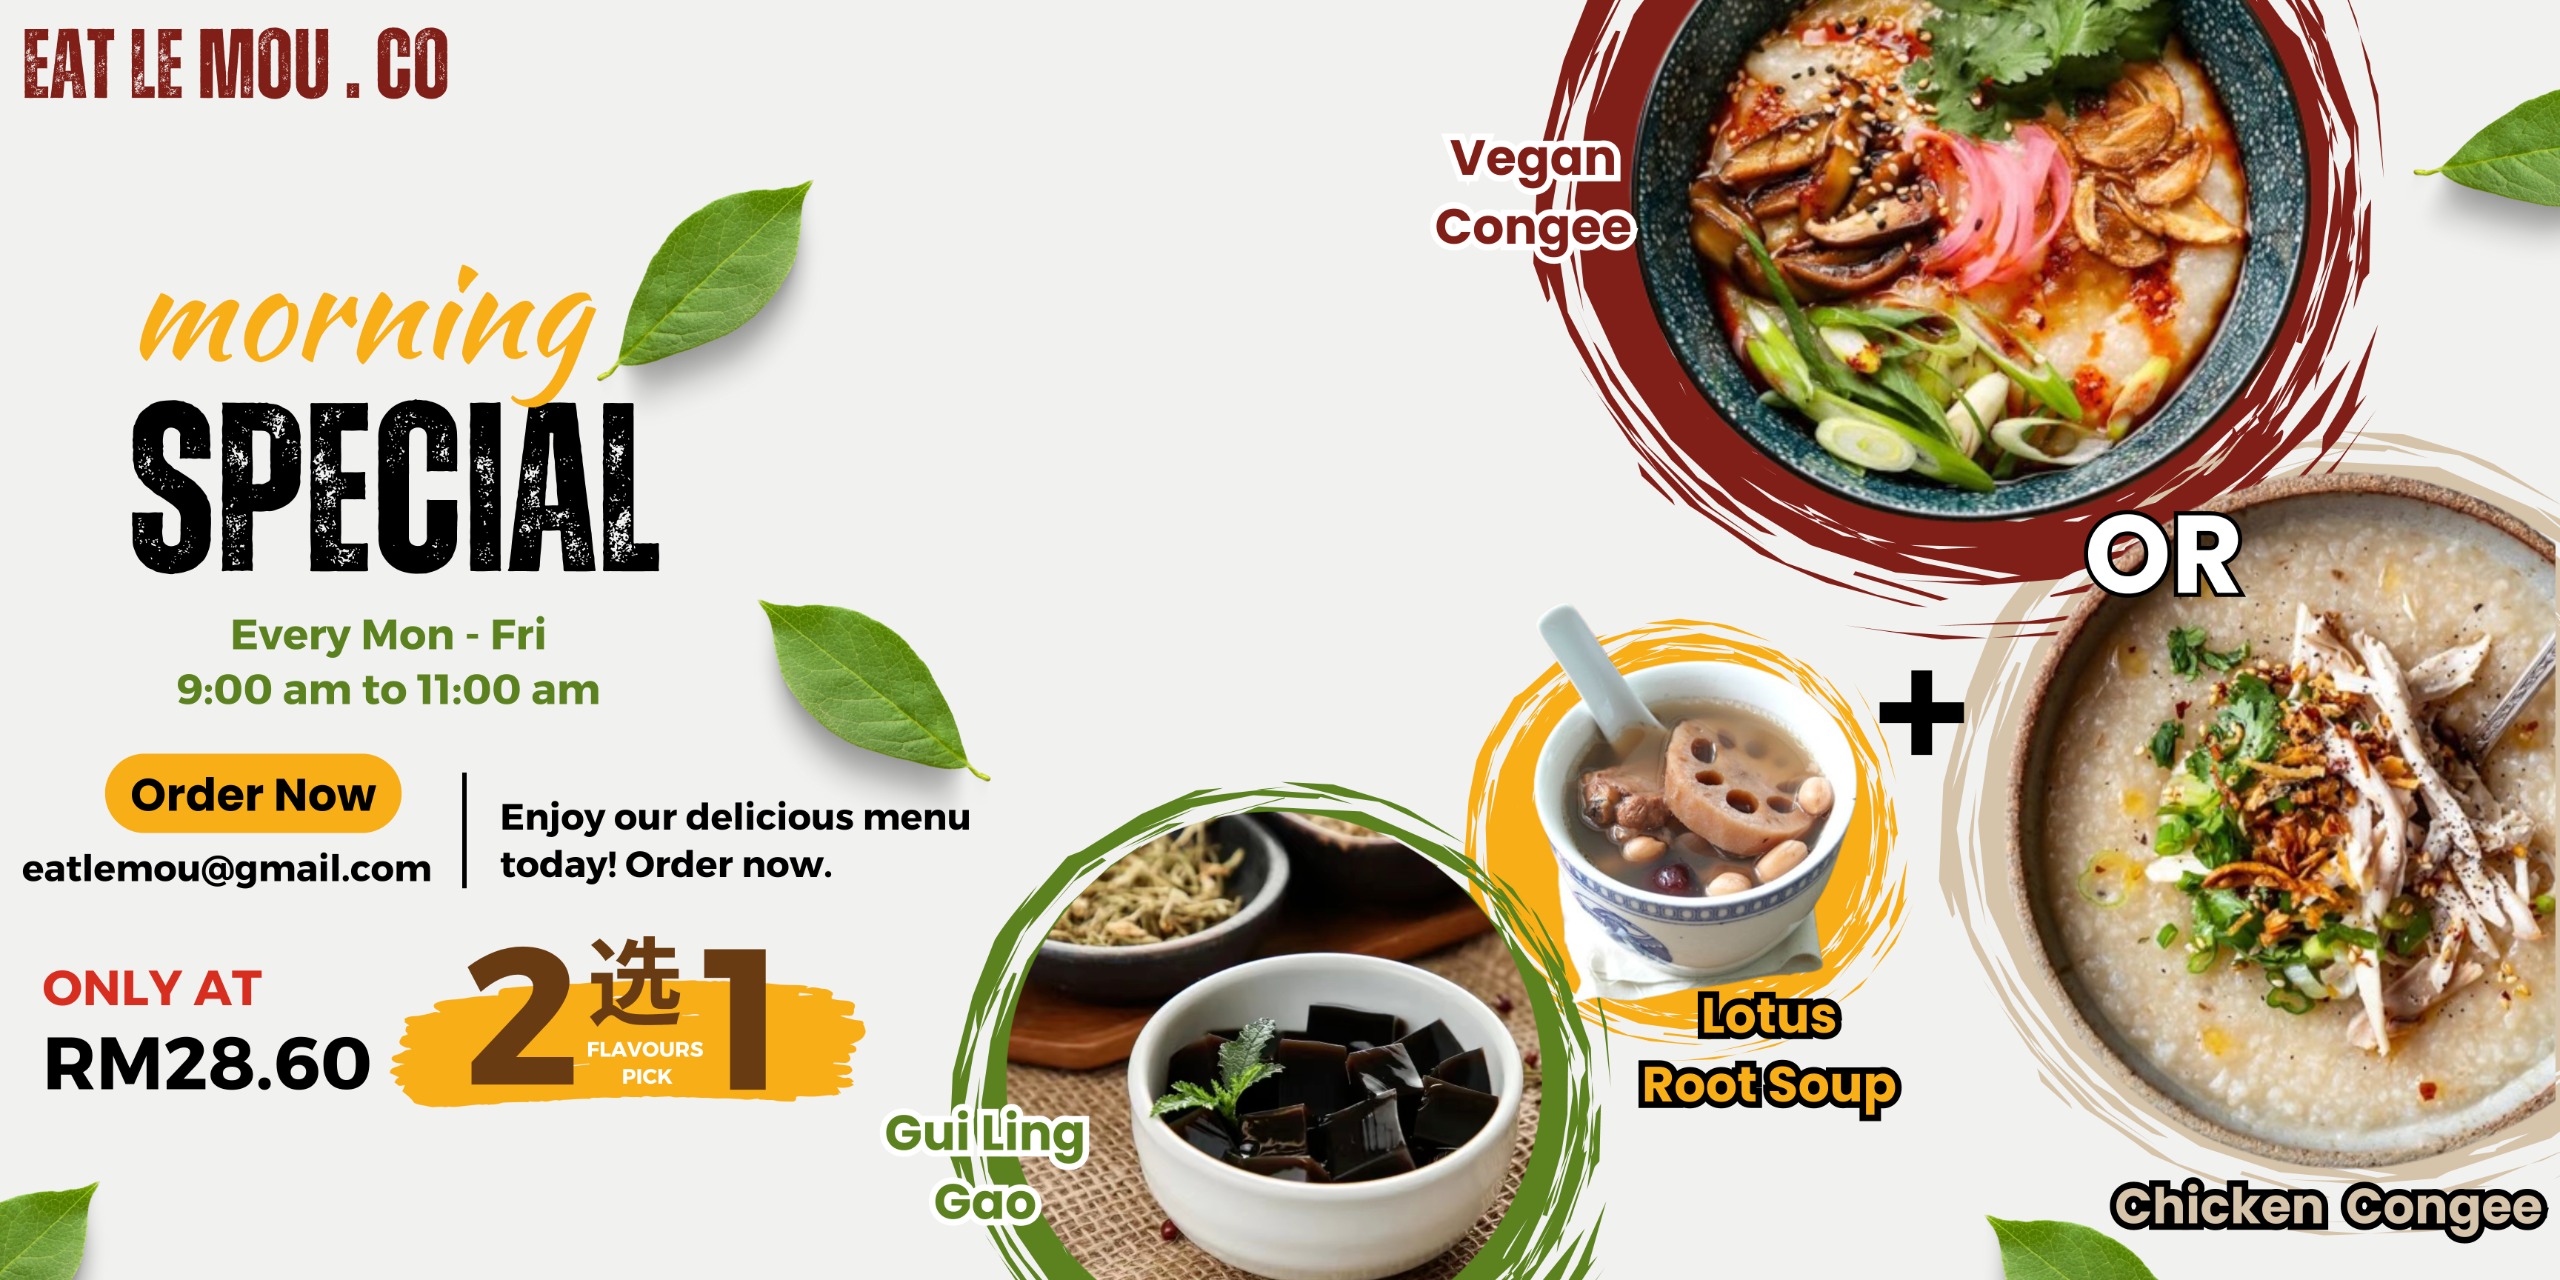 EAT LE MOU . CO
morning
SPECIAL
Every Mon - Fri
9:00 am to 11:00 am
Order Now
eatlemou@gmail.com
Enjoy our delicious menu
today! Order now.
ONLY AT
RM28.60
2选1
FLAVOURS
PICK
Vegan
Congee
OR
+
Lotus
Root Soup
Gui Ling
Gao
Chicken Congee